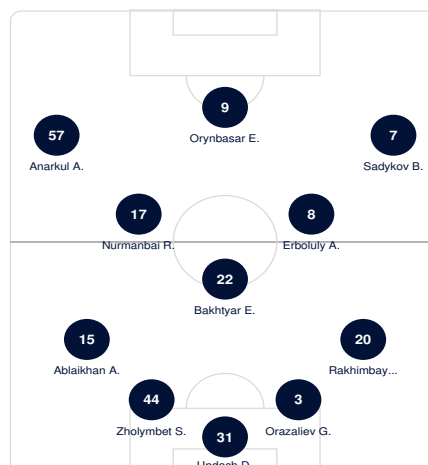 9
Orynbasar E.
57
Anarkul A.
7
Sadykov B.
17
Nurmanbai R.
8
Erboluly A.
22
Bakhtyar E.
15
Ablaikhan A.
20
Rakhimbay...
44
Zholymbet S.
3
Orazaliev G.
31